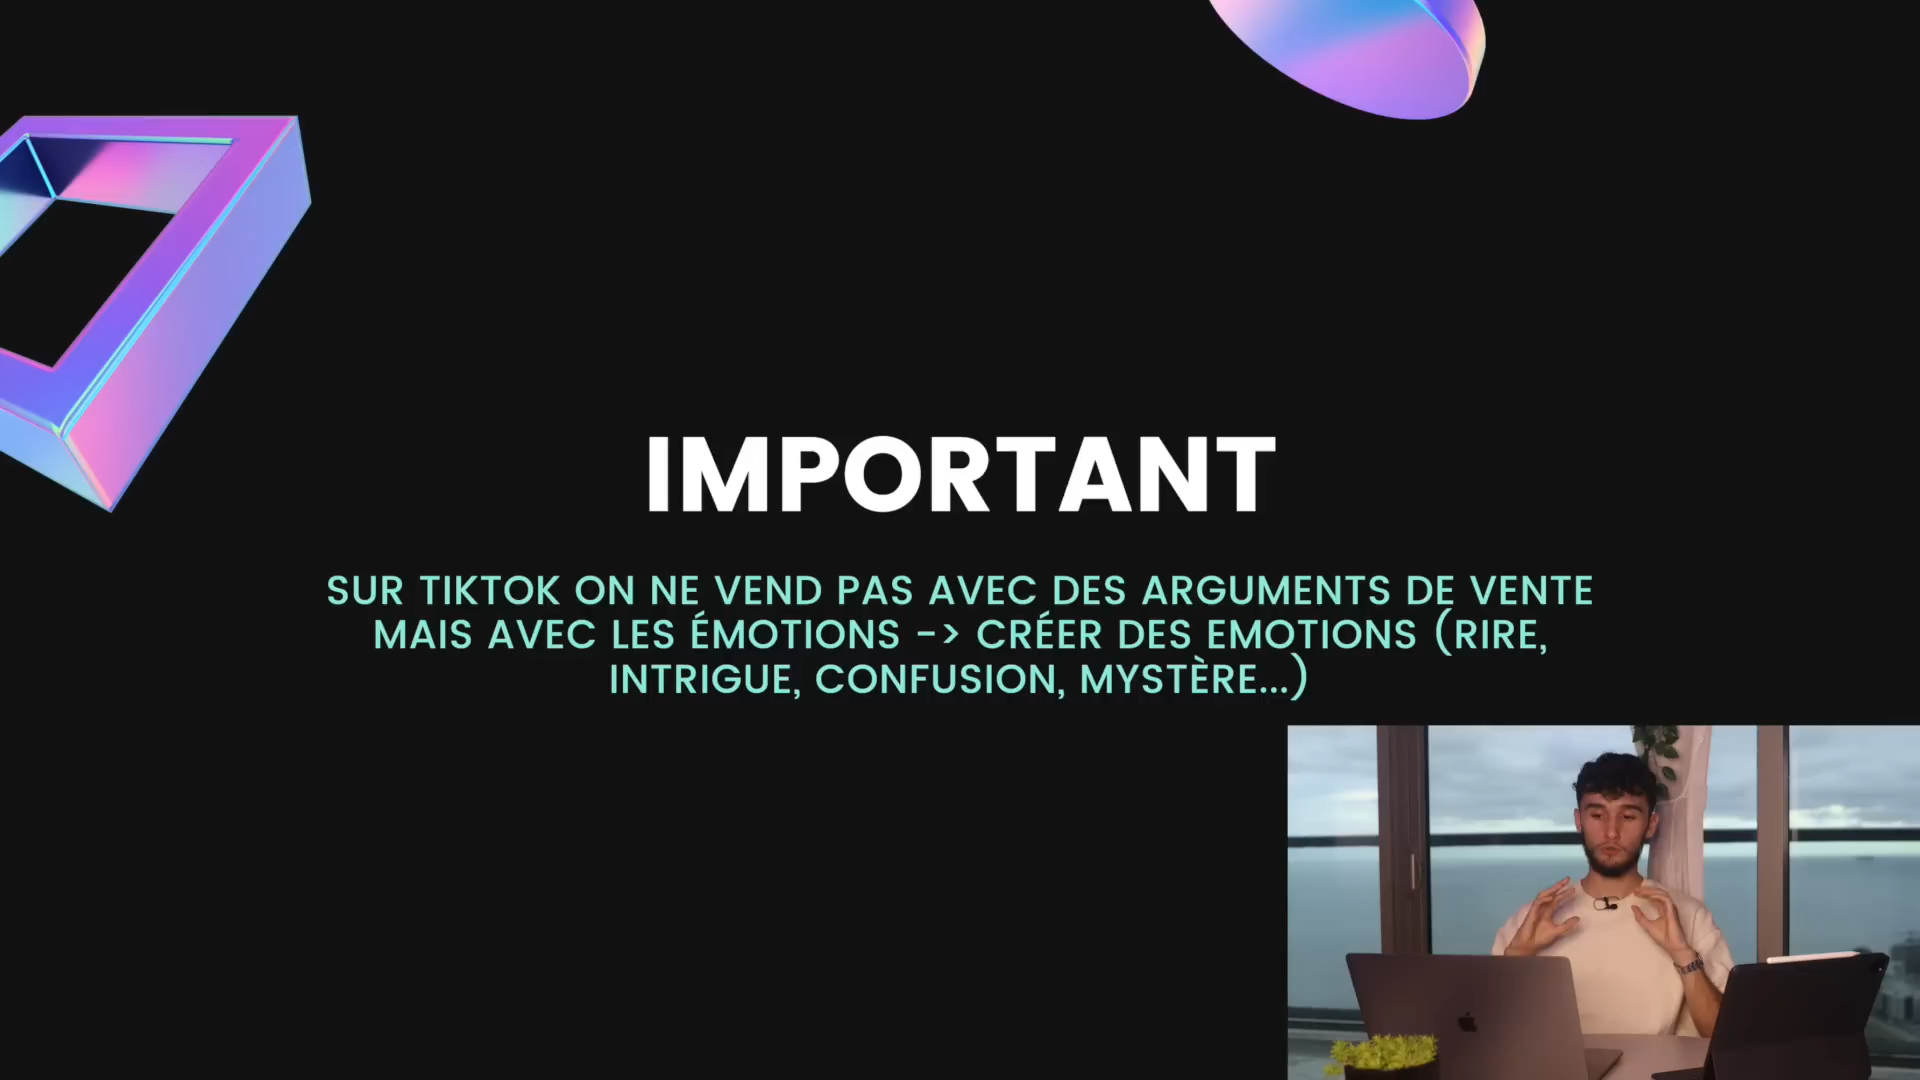 IMPORTANT
SUR TIKTOK ON NE VEND PAS AVEC DES ARGUMENTS DE VENTE
MAIS AVEC LES ÉMOTIONS -> CRÉER DES EMOTIONS (RIRE,
INTRIGUE, CONFUSION, MYSTÈRE...)